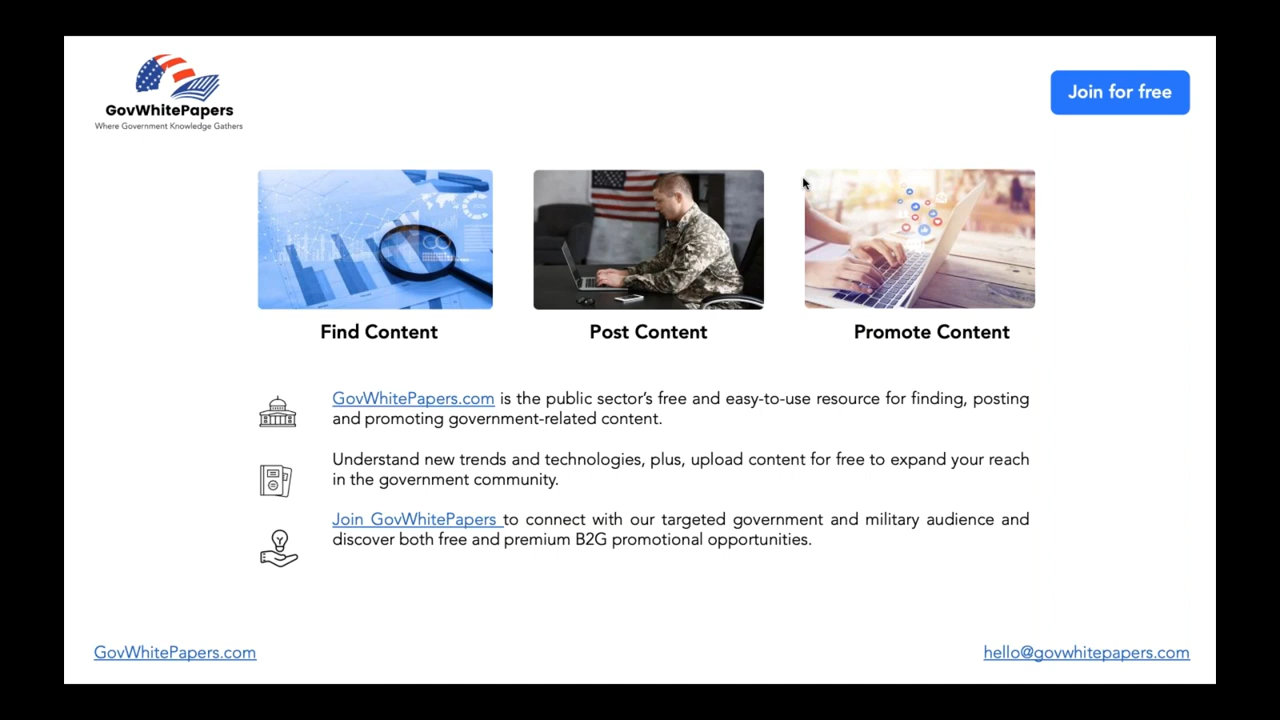 GovWhitePapers
Where Government Knowledge Gathers
Join for free
Find Content
Post Content
Promote Content
GovWhitePapers.com is the public sector’s free and easy-to-use resource for finding, posting
and promoting government-related content.
Understand new trends and technologies, plus, upload content for free to expand your reach
in the government community.
Join GovWhitePapers to connect with our targeted government and military audience and
discover both free and premium B2G promotional opportunities.
GovWhitePapers.com
hello@govwhitepapers.com